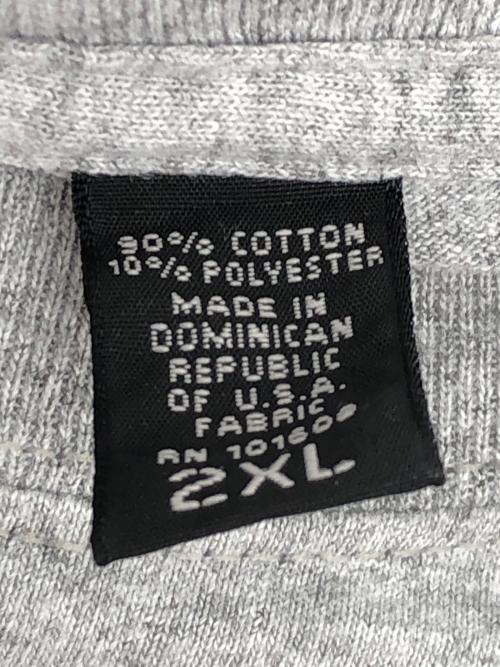 90% COTTON
10% POLYESTER
MADE IN
DOMINICAN
REPUBLIC
OF U.S.A.
FABRIC
RN 101608
2XL